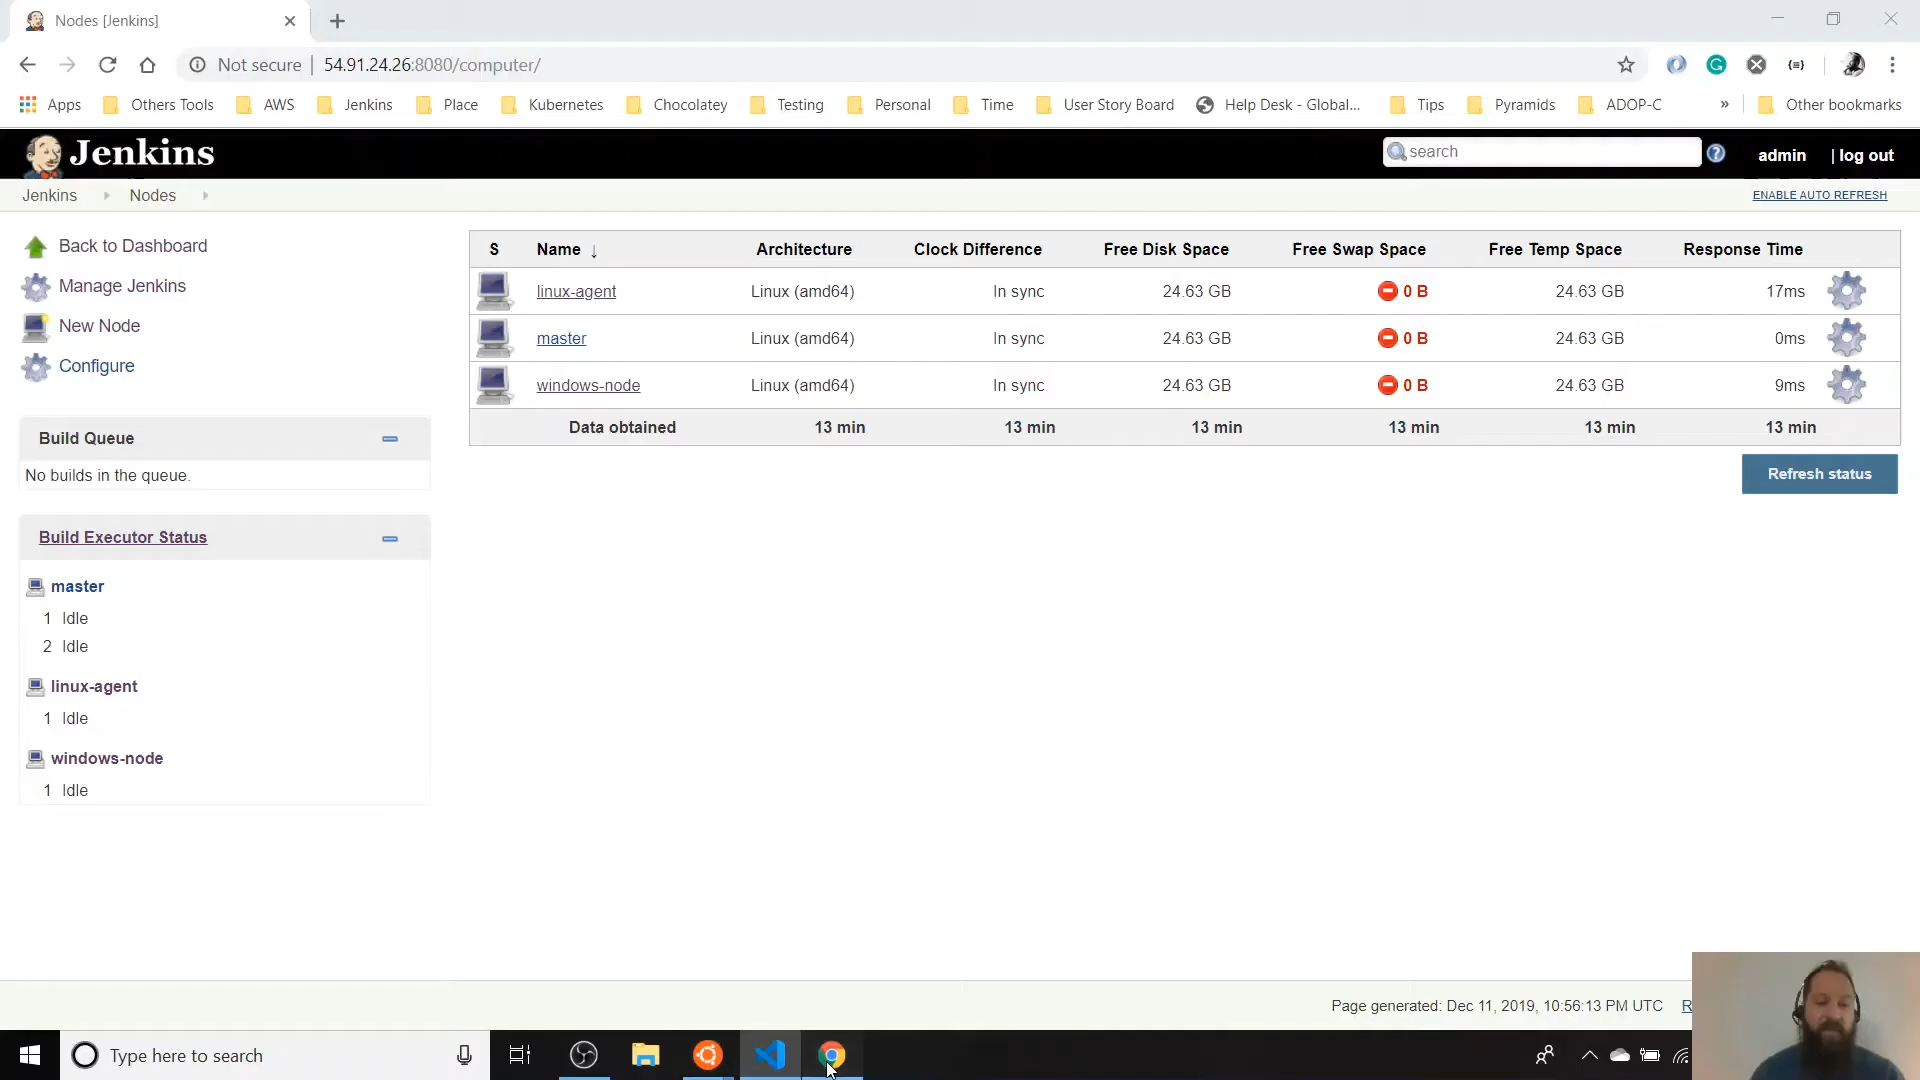 Nodes [Jenkins]
Not secure | 54.91.24.26:8080/computer/
Apps Others Tools AWS Jenkins Place Kubernetes Chocolatey Testing Personal Time User Story Board Help Desk - Global... Tips Pyramids ADOP-C » Other bookmarks
Jenkins search admin | log out
Jenkins Nodes ENABLE AUTO REFRESH
Back to Dashboard
Manage Jenkins
New Node
Configure
Build Queue
No builds in the queue.
Build Executor Status
master
1 Idle
2 Idle
linux-agent
1 Idle
windows-node
1 Idle
S Name ↓ Architecture Clock Difference Free Disk Space Free Swap Space Free Temp Space Response Time
linux-agent Linux (amd64) In sync 24.63 GB 0 B 24.63 GB 17ms
master Linux (amd64) In sync 24.63 GB 0 B 24.63 GB 0ms
windows-node Linux (amd64) In sync 24.63 GB 0 B 24.63 GB 9ms
Data obtained 13 min 13 min 13 min 13 min 13 min 13 min
Refresh status
Page generated: Dec 11, 2019, 10:56:13 PM UTC
Type here to search